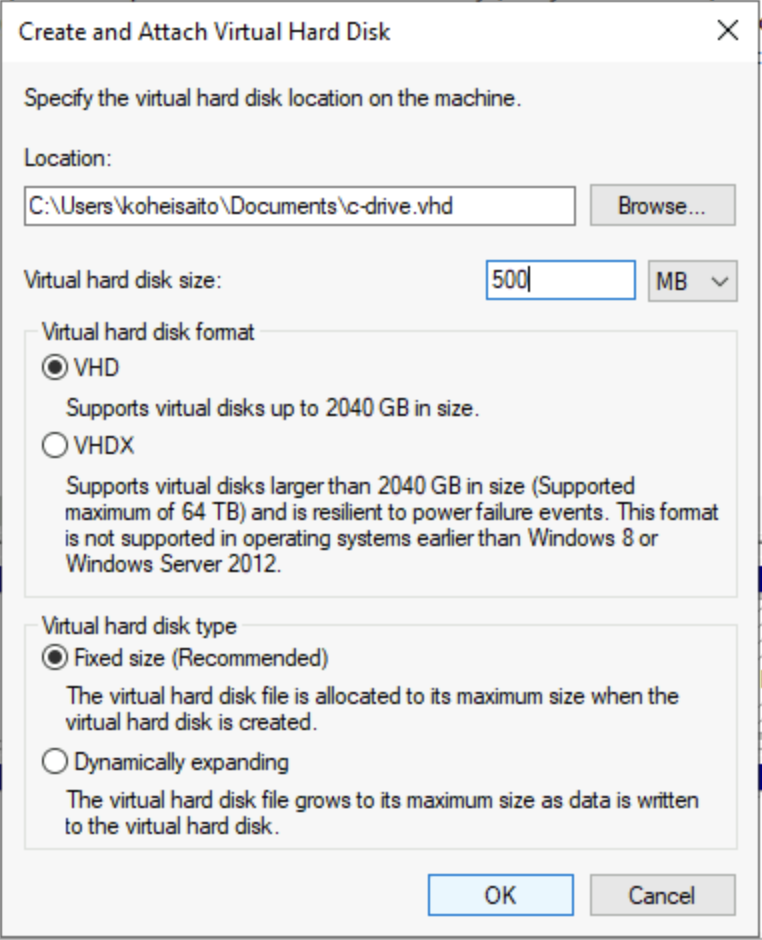 Create and Attach Virtual Hard Disk
Specify the virtual hard disk location on the machine.
Location:
C:\Users\koheisaito\Documents\c-drive.vhd
Browse...
Virtual hard disk size:
500
MB
Virtual hard disk format
VHD
Supports virtual disks up to 2040 GB in size.
VHDX
Supports virtual disks larger than 2040 GB in size (Supported
maximum of 64 TB) and is resilient to power failure events. This format
is not supported in operating systems earlier than Windows 8 or
Windows Server 2012.
Virtual hard disk type
Fixed size (Recommended)
The virtual hard disk file is allocated to its maximum size when the
virtual hard disk is created.
Dynamically expanding
The virtual hard disk file grows to its maximum size as data is written
to the virtual hard disk.
OK
Cancel